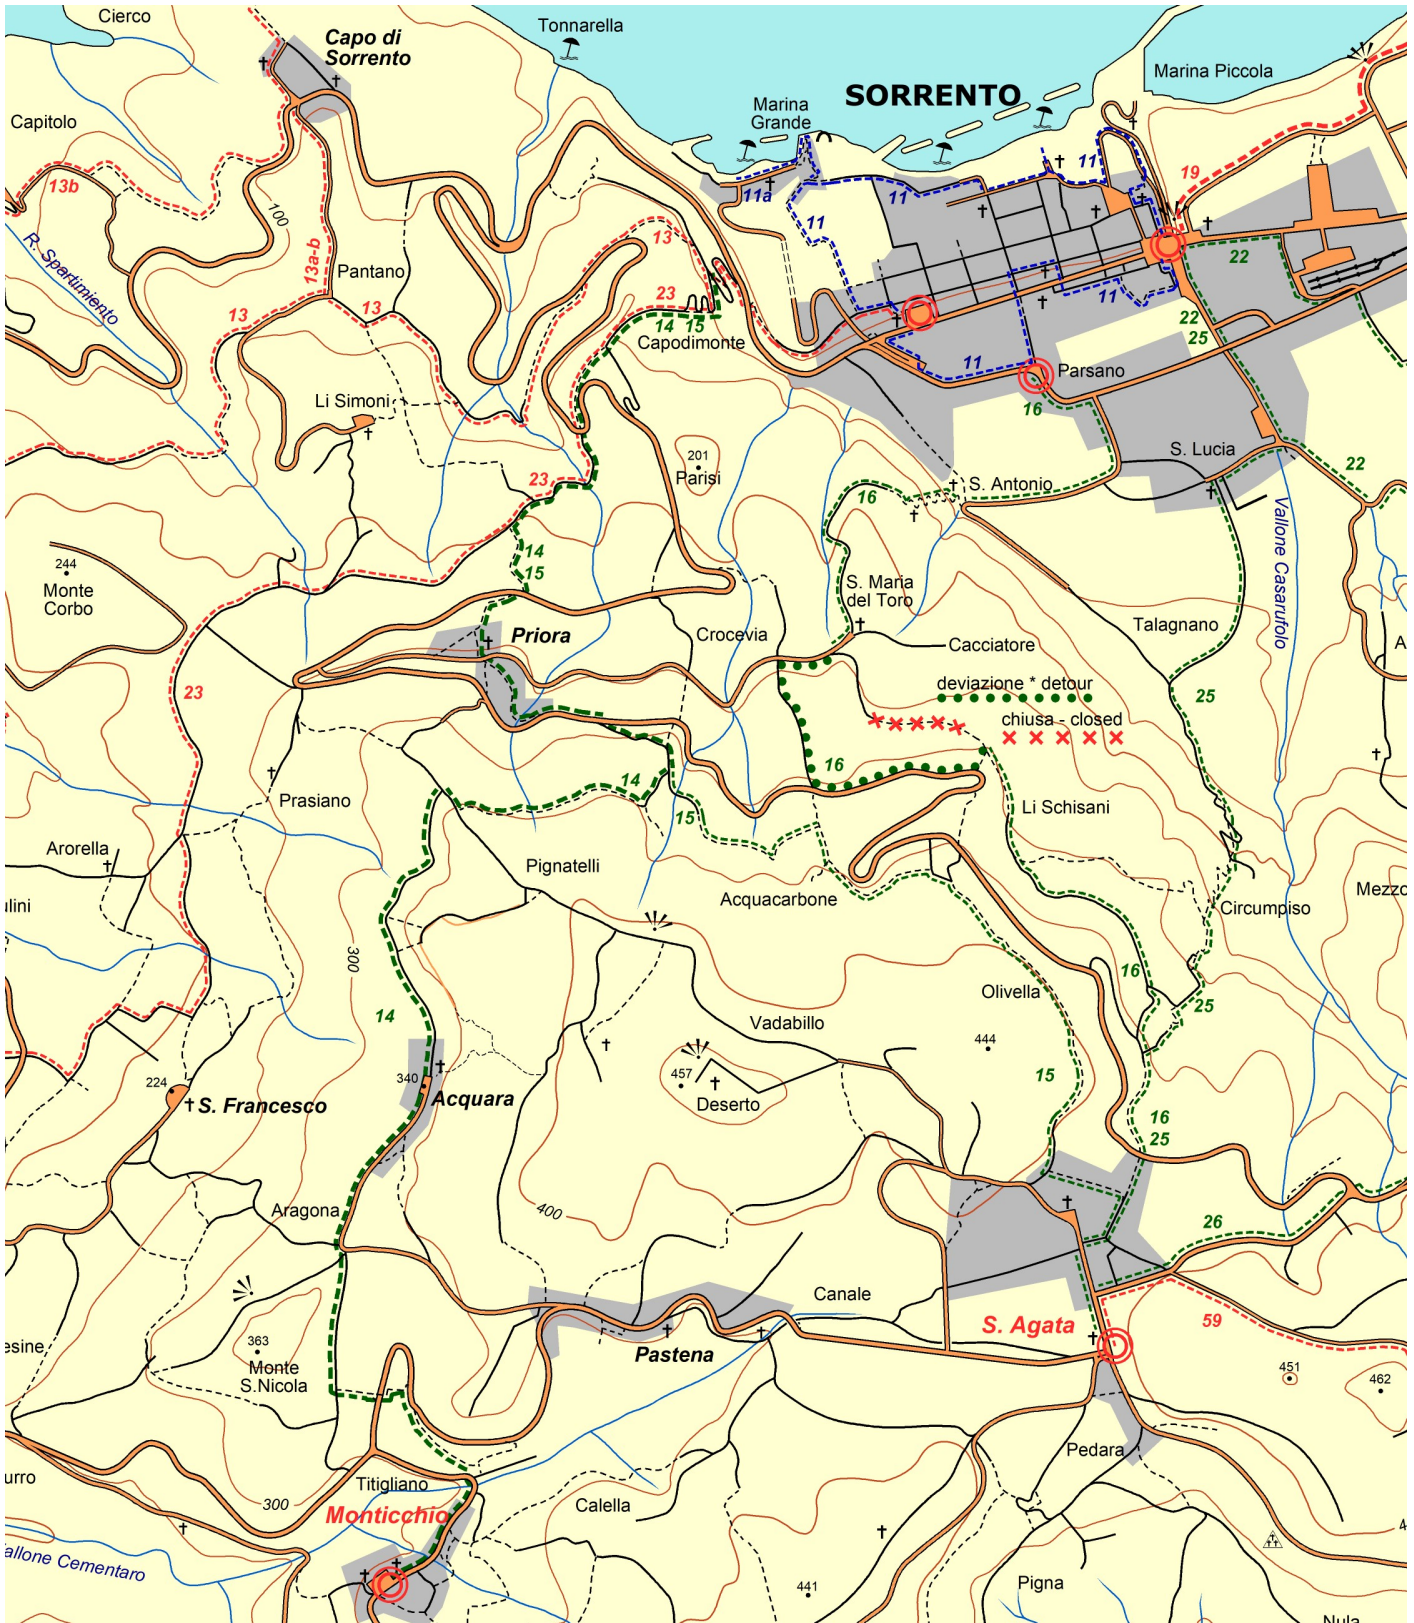 Cierco
Tonnarella
Capo di
Sorrento
Marina Piccola
SORRENTO
Marina
Grande
Capitolo
19
13b
11
11a
11
11
100
13
22
13a-b
R. Spartimiento
Pantano
11
23
13
13
22
14 15
25
Capodimonte
11
Parsano
Li Simoni
16
S. Lucia
22
201
Parisi
23
S. Antonio
16
Vallone Casarufolo
14
15
244
Monte
Corbo
S. Maria
del Toro
Talagnano
Priora
Crocevia
Cacciatore
A
deviazione * detour
23
25
chiusa - closed
16
14
Prasiano
Li Schisani
15
Arorella
Pignatelli
Acquacarbone
Mezzo
ulini
Circumpiso
300
16
Olivella
25
14
Vadabillo
444
457
15
340
224
S. Francesco
Acquara
Deserto
16
25
Aragona
400
26
Canale
59
S. Agata
363
esine
Pastena
451
Monte
S.Nicola
462
Pedara
urro
Titigliano
300
Calella
Monticchio
4
allone Cementaro
441
Pigna
Nula